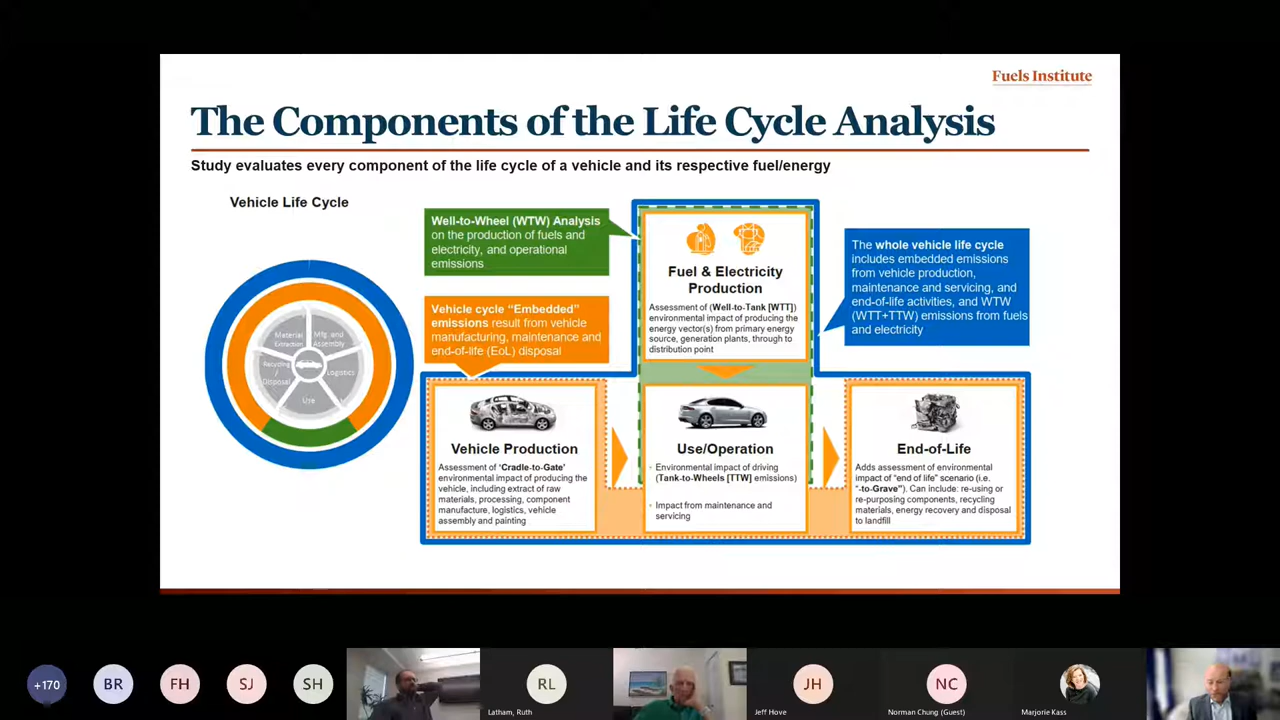 Fuels Institute
The Components of the Life Cycle Analysis
Study evaluates every component of the life cycle of a vehicle and its respective fuel/energy
Vehicle Life Cycle
Material
Extraction
Mfg and
Assembly
Recycling
/
Disposal
Logistics
Use
Well-to-Wheel (WTW) Analysis
on the production of fuels and
electricity, and operational
emissions
Vehicle cycle “Embedded”
emissions result from vehicle
manufacturing, maintenance and
end-of-life (EoL) disposal
Fuel & Electricity
Production
Assessment of (Well-to-Tank [WTT])
environmental impact of producing the
energy vector(s) from primary energy
source, generation plants, through to
distribution point
The whole vehicle life cycle
includes embedded emissions
from vehicle production,
maintenance and servicing, and
end-of-life activities, and WTW
(WTT+TTW) emissions from fuels
and electricity
Vehicle Production
Assessment of ‘Cradle-to-Gate’
environmental impact of producing the
vehicle, including extract of raw
materials, processing, component
manufacture, logistics, vehicle
assembly and painting
Use/Operation
Environmental impact of driving
(Tank-to-Wheels [TTW] emissions)
Impact from maintenance and
servicing
End-of-Life
Adds assessment of environmental
impact of “end of life” scenario (i.e.
“-to-Grave”). Can include: re-using or
re-purposing components, recycling
materials, energy recovery and disposal
to landfill
+170
BR
FH
SJ
SH
RL
Latham, Ruth
JH
Jeff Hove
NC
Norman Chung (Guest)
Marjorie Kass